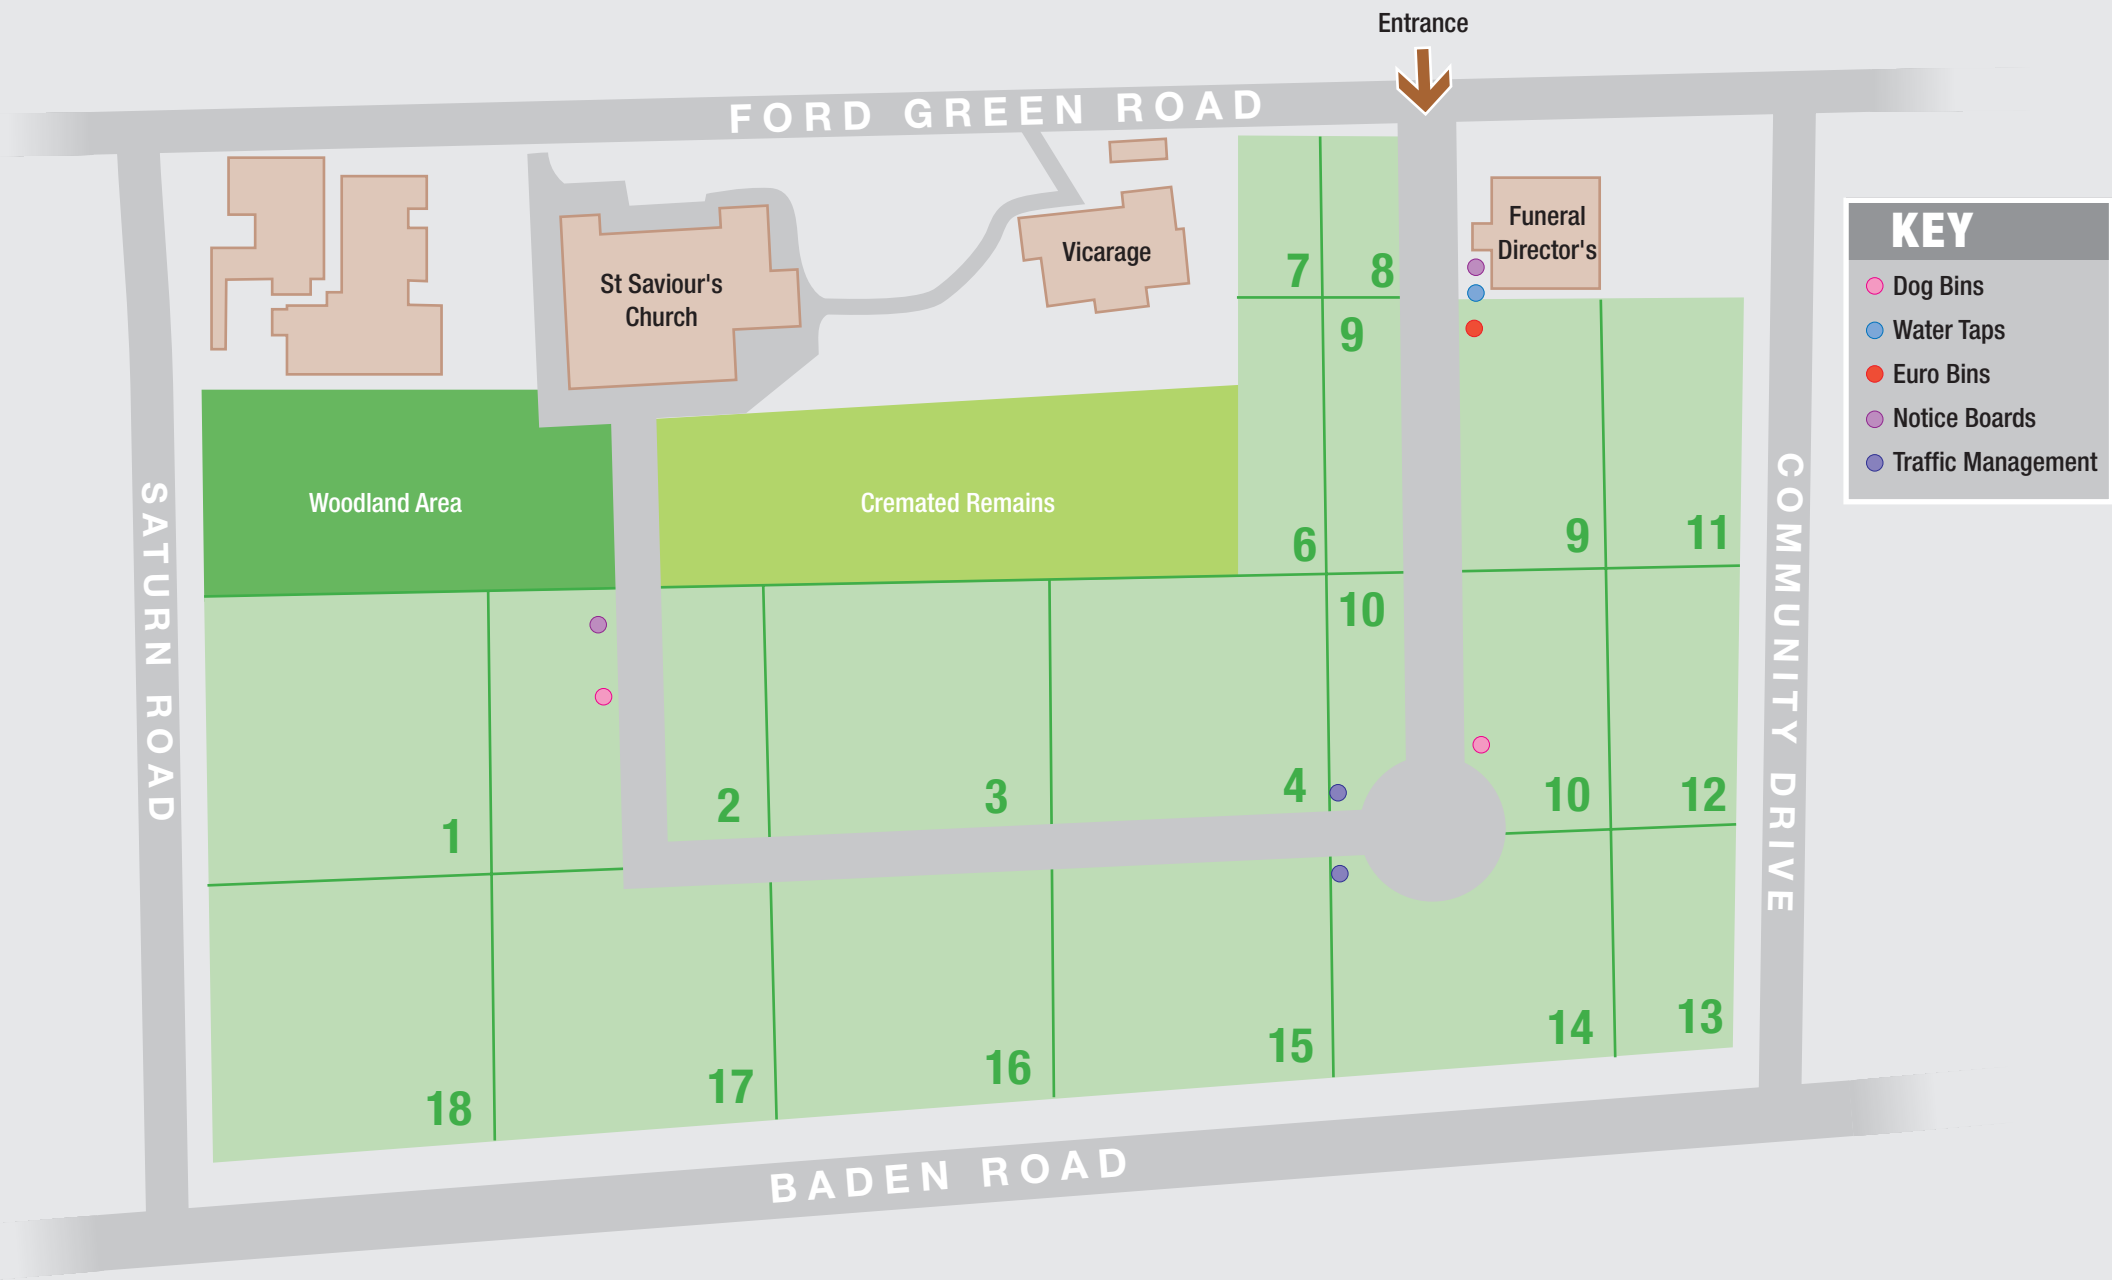 Entrance
FORD GREEN ROAD
Funeral
Director's
Vicarage
St Saviour's
Church
KEY
Dog Bins
Water Taps
Euro Bins
Notice Boards
Traffic Management
7
8
9
Woodland Area
Cremated Remains
6
9
11
SATURN ROAD
COMMUNITY DRIVE
10
1
2
3
4
10
12
18
17
16
15
14
13
BADEN ROAD